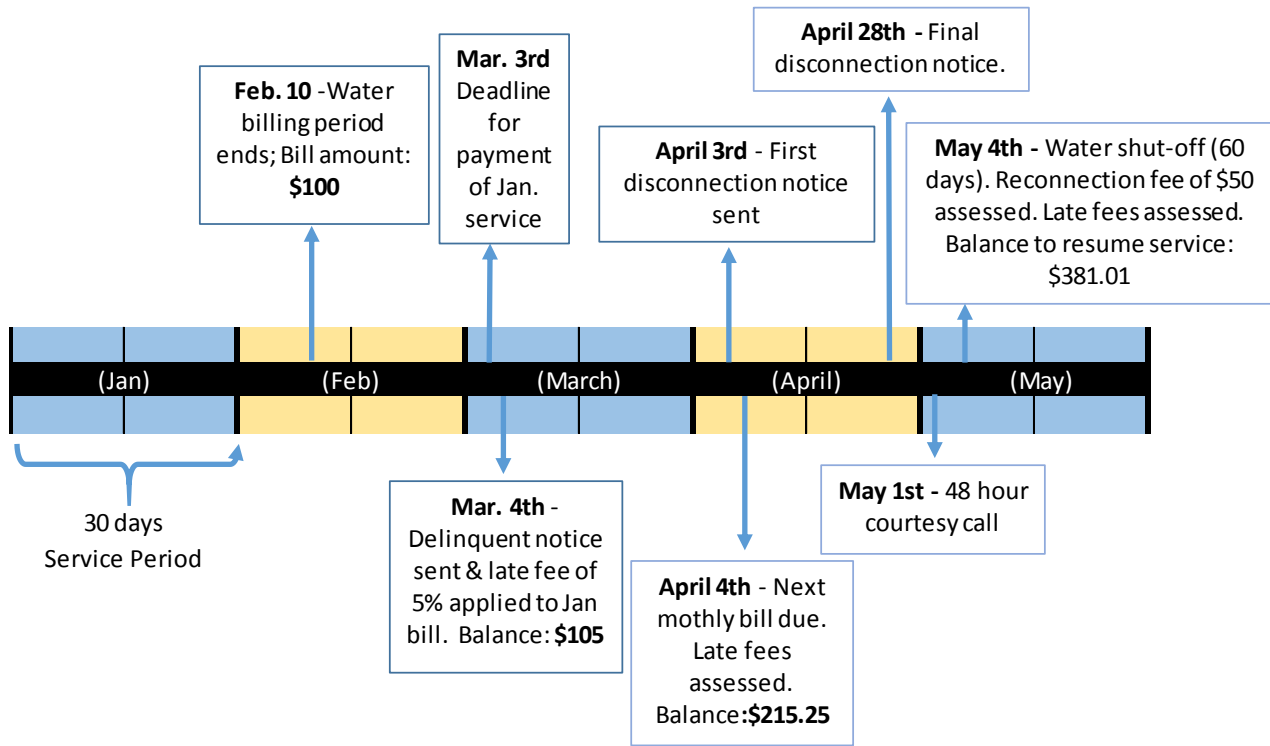 Feb. 10 -Water
billing period
ends; Bill amount:
$100
Mar. 3rd
Deadline
for
payment
of Jan.
service
April 3rd - First
disconnection notice
sent
April 28th - Final
disconnection notice.
May 4th - Water shut-off (60
days). Reconnection fee of $50
assessed. Late fees assessed.
Balance to resume service:
$381.01
(Jan)
(Feb)
(March)
(April)
(May)
30 days
Service Period
Mar. 4th -
Delinquent notice
sent & late fee of
5% applied to Jan
bill. Balance: $105
April 4th - Next
mothly bill due.
Late fees
assessed.
Balance:$215.25
May 1st - 48 hour
courtesy call